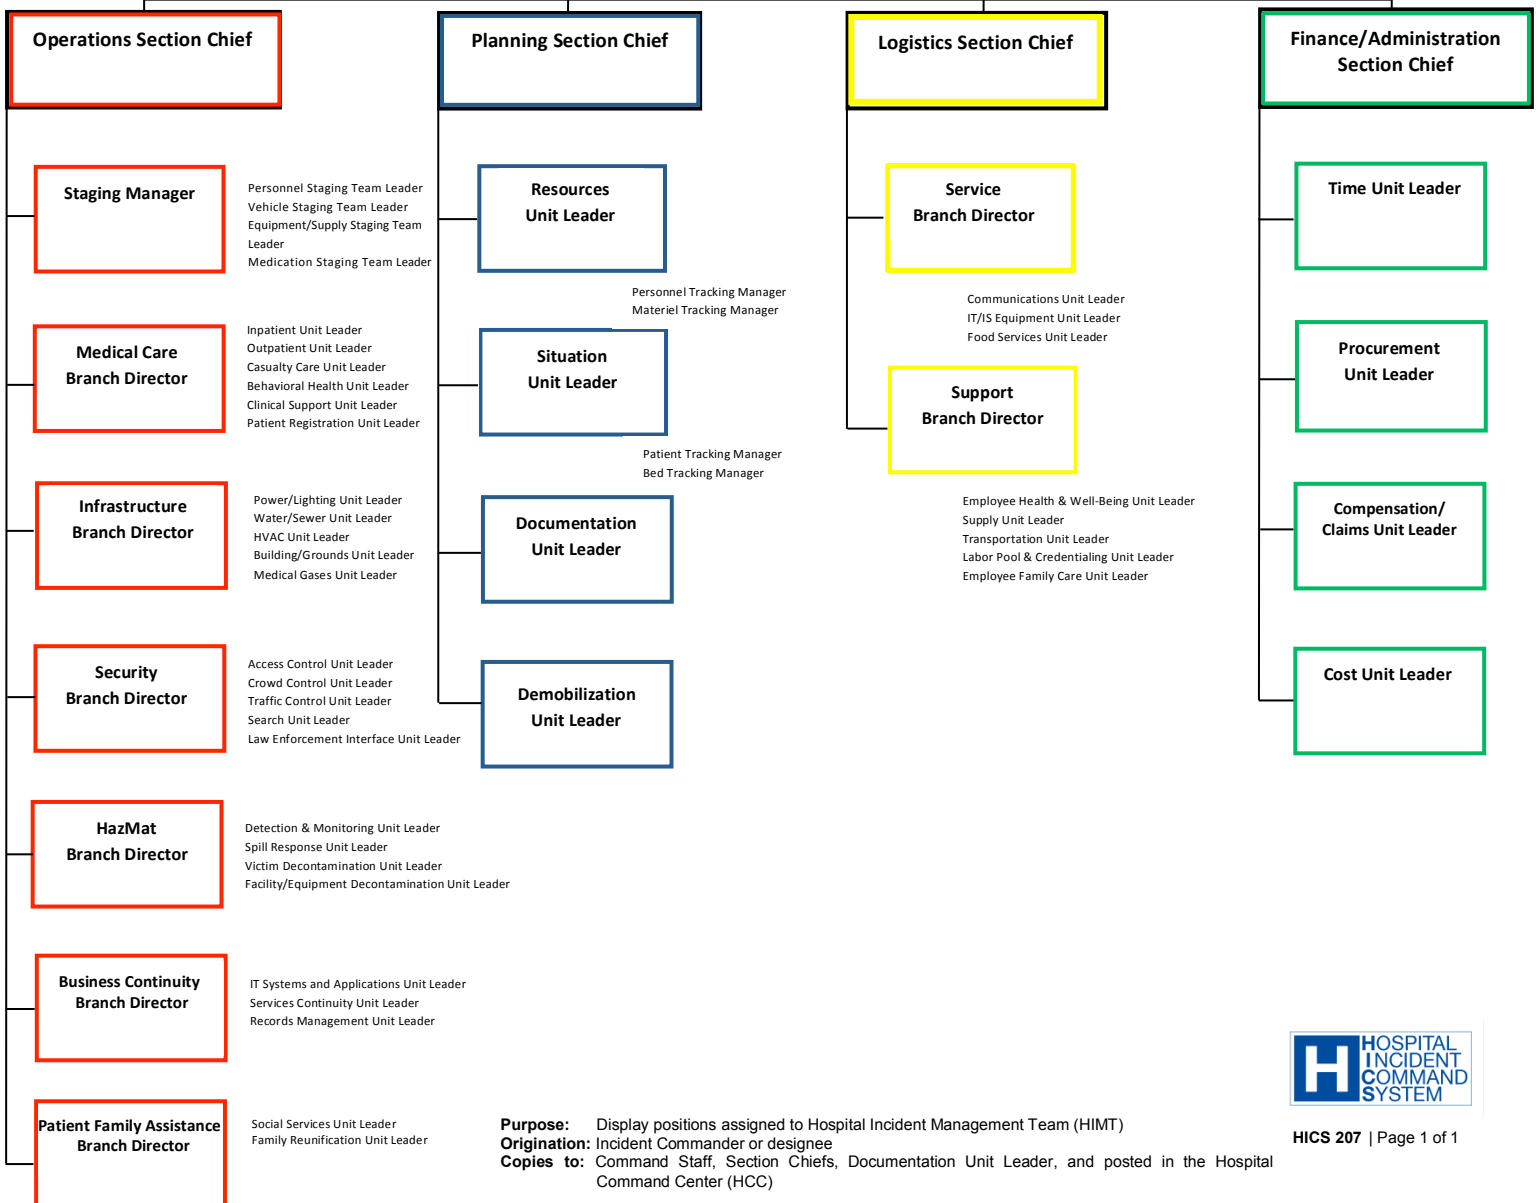 Operations Section Chief
Staging Manager
Personnel Staging Team Leader
Vehicle Staging Team Leader
Equipment/Supply Staging Team
Leader
Medication Staging Team Leader
Medical Care
Branch Director
Inpatient Unit Leader
Outpatient Unit Leader
Casualty Care Unit Leader
Behavioral Health Unit Leader
Clinical Support Unit Leader
Patient Registration Unit Leader
Infrastructure
Branch Director
Power/Lighting Unit Leader
Water/Sewer Unit Leader
HVAC Unit Leader
Building/Grounds Unit Leader
Medical Gases Unit Leader
Security
Branch Director
Access Control Unit Leader
Crowd Control Unit Leader
Traffic Control Unit Leader
Search Unit Leader
Law Enforcement Interface Unit Leader
HazMat
Branch Director
Detection & Monitoring Unit Leader
Spill Response Unit Leader
Victim Decontamination Unit Leader
Facility/Equipment Decontamination Unit Leader
Business Continuity
Branch Director
IT Systems and Applications Unit Leader
Services Continuity Unit Leader
Records Management Unit Leader
Patient Family Assistance
Branch Director
Social Services Unit Leader
Family Reunification Unit Leader
Planning Section Chief
Resources
Unit Leader
Personnel Tracking Manager
Materiel Tracking Manager
Situation
Unit Leader
Patient Tracking Manager
Bed Tracking Manager
Documentation
Unit Leader
Demobilization
Unit Leader
Logistics Section Chief
Service
Branch Director
Communications Unit Leader
IT/IS Equipment Unit Leader
Food Services Unit Leader
Support
Branch Director
Employee Health & Well-Being Unit Leader
Supply Unit Leader
Transportation Unit Leader
Labor Pool & Credentialing Unit Leader
Employee Family Care Unit Leader
Finance/Administration
Section Chief
Time Unit Leader
Procurement
Unit Leader
Compensation/
Claims Unit Leader
Cost Unit Leader
Purpose: Display positions assigned to Hospital Incident Management Team (HIMT)
Origination: Incident Commander or designee
Copies to: Command Staff, Section Chiefs, Documentation Unit Leader, and posted in the Hospital
Command Center (HCC)
H
HOSPITAL
INCIDENT
COMMAND
SYSTEM
HICS 207 | Page 1 of 1